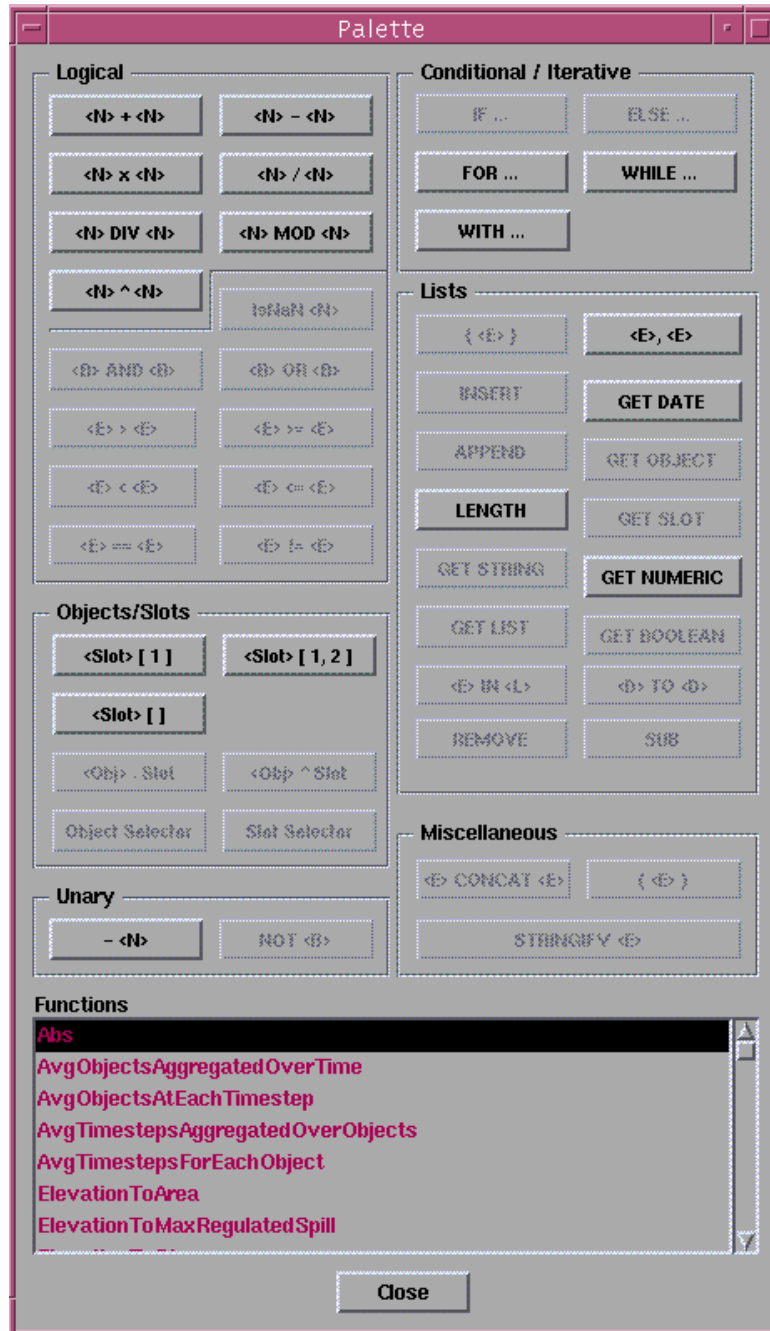 Palette
Logical
<N> + <N>
<N> - <N>
<N> x <N>
<N> / <N>
<N> DIV <N>
<N> MOD <N>
<N> ^ <N>
IsNaN <N>
<B> AND <B>
<B> OR <B>
<E> > <E>
<E> >= <E>
<E> < <E>
<E> <= <E>
<E> == <E>
<E> != <E>
Objects/Slots
<Slot> [ 1 ]
<Slot> [ 1, 2 ]
<Slot> [ ]
<Obj> . Slot
<Obj> ^ Slot
Object Selector
Slot Selector
Unary
- <N>
NOT <B>
Conditional / Iterative
IF ...
ELSE ...
FOR ...
WHILE ...
WITH ...
Lists
{ <E> }
<E>, <E>
INSERT
GET DATE
APPEND
GET OBJECT
LENGTH
GET SLOT
GET STRING
GET NUMERIC
GET LIST
GET BOOLEAN
<E> IN <L>
<D> TO <D>
REMOVE
SUB
Miscellaneous
<E> CONCAT <E>
( <E> )
STRINGIFY <E>
Functions
Abs
AvgObjectsAggregatedOverTime
AvgObjectsAtEachTimestep
AvgTimestepsAggregatedOverObjects
AvgTimestepsForEachObject
ElevationToArea
ElevationToMaxRegulatedSpill
Close